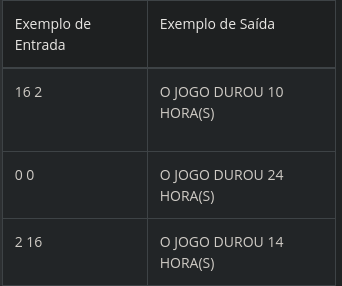 Exemplo de Entrada
Exemplo de Saída
16 2
O JOGO DUROU 10
HORA(S)
0 0
O JOGO DUROU 24
HORA(S)
2 16
O JOGO DUROU 14
HORA(S)